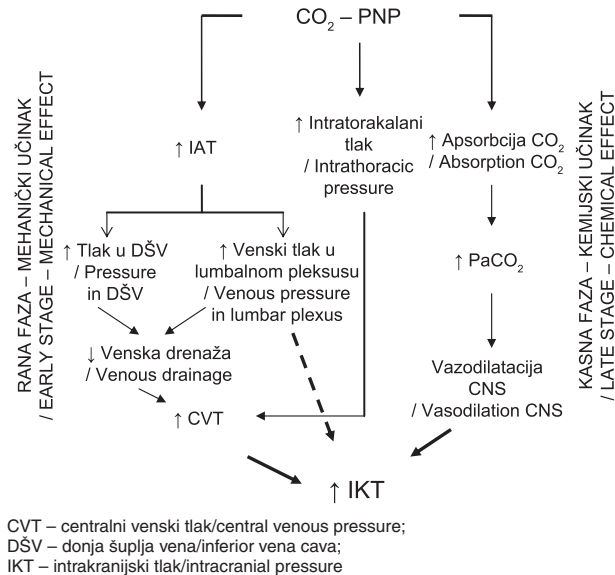 CO₂ – PNP
RANA FAZA – MEHANIČKI UČINAK
/ EARLY STAGE – MECHANICAL EFFECT
↑ IAT
↑ Intratorakalani
tlak
/ Intrathoracic
pressure
↑ Apsorbcija CO₂
/ Absorption CO₂
↑ Tlak u DŠV
/ Pressure
in DŠV
↑ Venski tlak u
lumbalnom pleksusu
/ Venous pressure
in lumbar plexus
↑ PaCO₂
↓ Venska drenaža
/ Venous drainage
Vazodilatacija
CNS
/ Vasodilation CNS
↑ CVT
↑ IKT
KASNA FAZA – KEMIJSKI UČINAK
/ LATE STAGE – CHEMICAL EFFECT
CVT – centralni venski tlak/central venous pressure;
DŠV – donja šuplja vena/inferior vena cava;
IKT – intrakranijski tlak/intracranial pressure